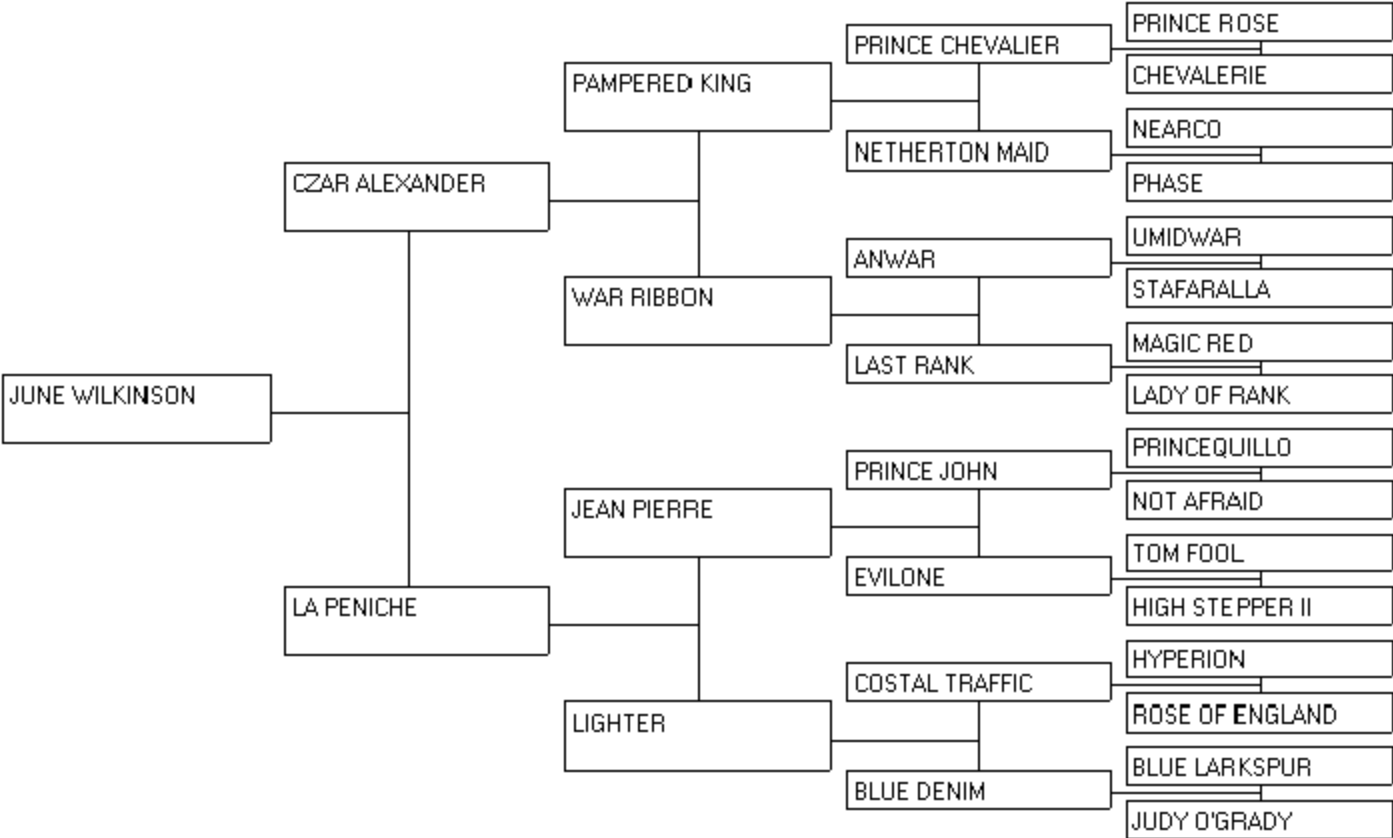 PRINCE ROSE
PRINCE CHEVALIER
CHEVALERIE
PAMPERED KING
NEARCO
NETHERTON MAID
PHASE
CZAR ALEXANDER
UMIDWAR
ANWAR
STAFARALLA
WAR RIBBON
MAGIC RED
LAST RANK
LADY OF RANK
JUNE WILKINSON
PRINCEQUILLO
PRINCE JOHN
NOT AFRAID
JEAN PIERRE
TOM FOOL
EVILONE
HIGH STEPPER II
LA PENICHE
HYPERION
COSTAL TRAFFIC
ROSE OF ENGLAND
LIGHTER
BLUE LARKSPUR
BLUE DENIM
JUDY O'GRADY